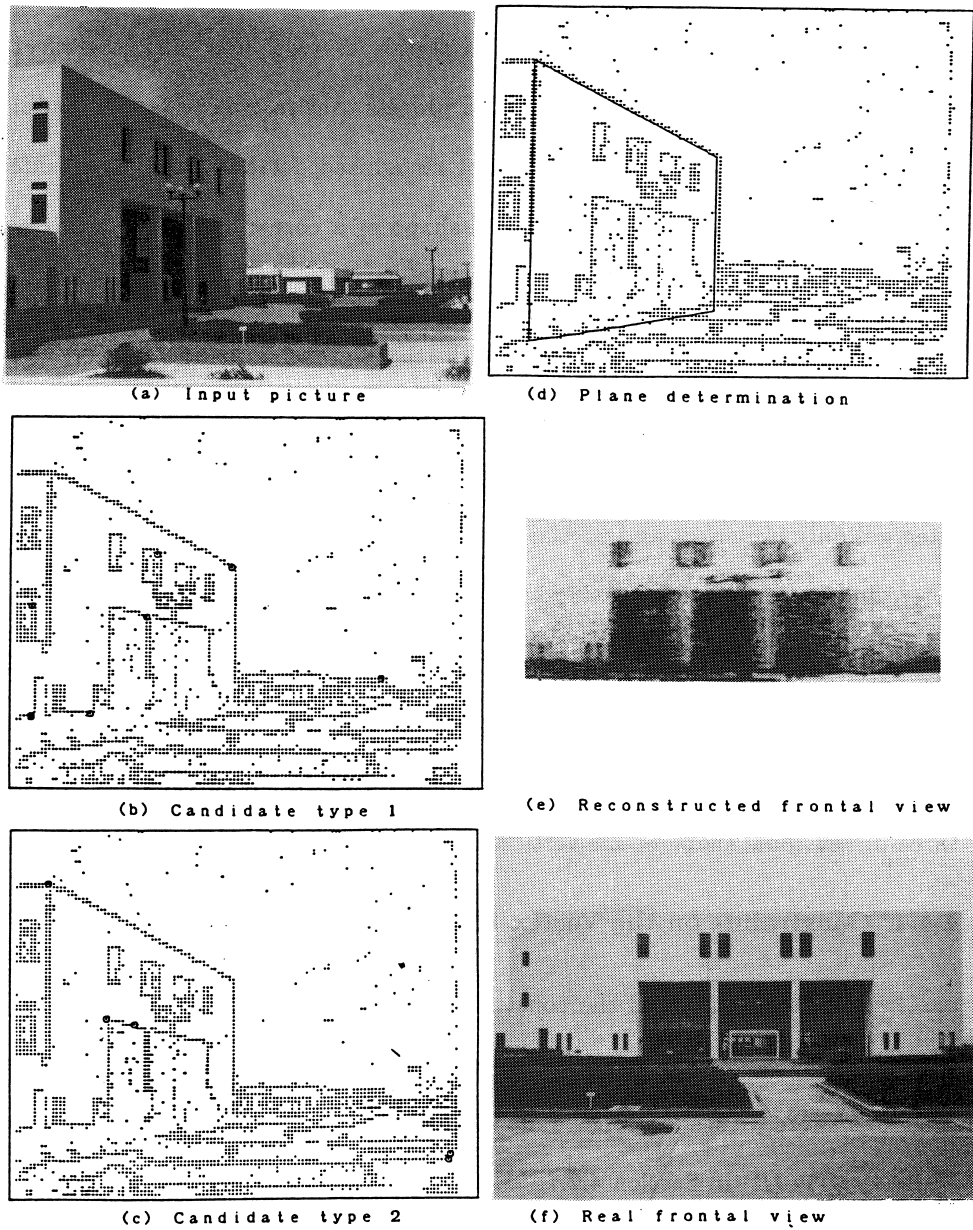 (a) Input picture
(d) Plane determination
(b) Candidate type 1
(e) Reconstructed frontal view
(c) Candidate type 2
(f) Real frontal view